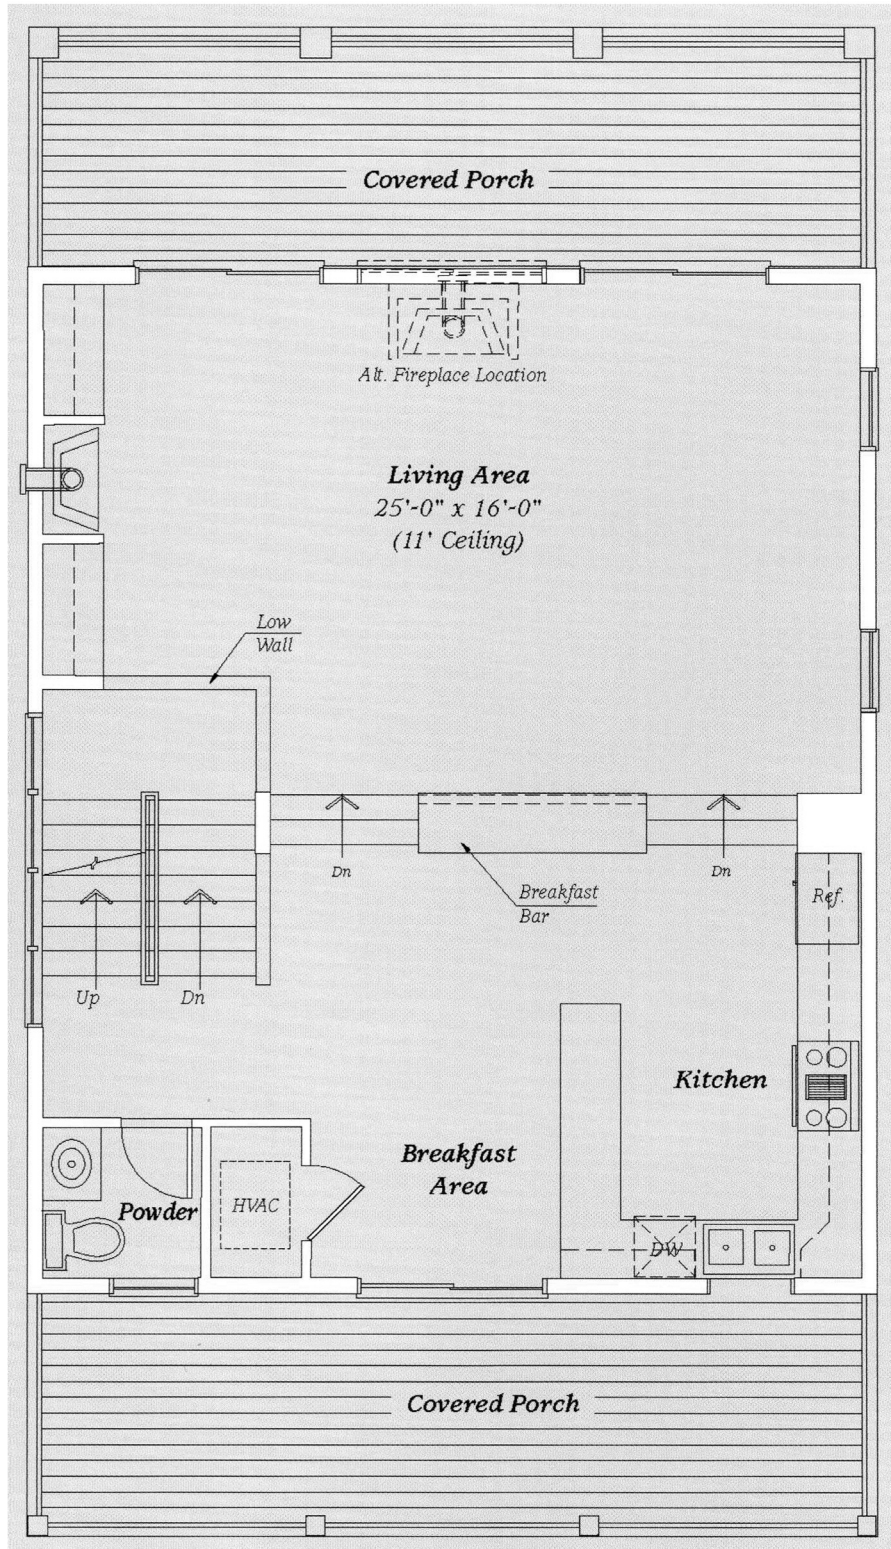 Covered Porch
Alt. Fireplace Location
Living Area
25'-0" x 16'-0"
(11' Ceiling)
Low
Wall
Dn
Dn
Breakfast
Bar
Ref.
Up
Dn
Kitchen
Breakfast
Area
Powder
HVAC
DW
Covered Porch